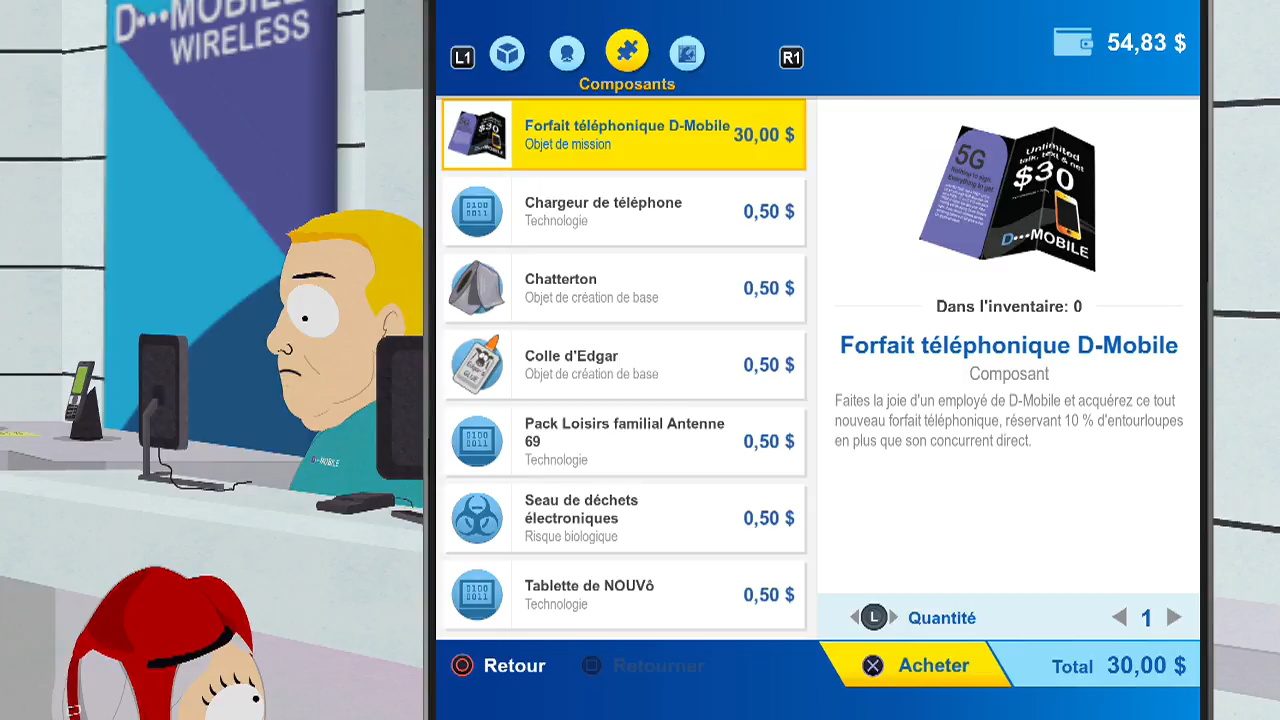 D•••MOBILE
WIRELESS
D•••MOBILE
L1
R1
Composants
54,83 $
Forfait téléphonique D-Mobile
Objet de mission
30,00 $
Chargeur de téléphone
Technologie
0,50 $
Chatterton
Objet de création de base
0,50 $
Colle d'Edgar
Objet de création de base
0,50 $
Pack Loisirs familial Antenne
69
Technologie
0,50 $
Seau de déchets
électroniques
Risque biologique
0,50 $
Tablette de NOUVô
Technologie
0,50 $
5G
Unlimited
talk, text & net
$30
D•••MOBILE
Dans l'inventaire: 0
Forfait téléphonique D-Mobile
Composant
Faites la joie d'un employé de D-Mobile et acquérez ce tout
nouveau forfait téléphonique, réservant 10 % d'entourloupes
en plus que son concurrent direct.
L Quantité 1
Retour
Retourner
Acheter
Total 30,00 $